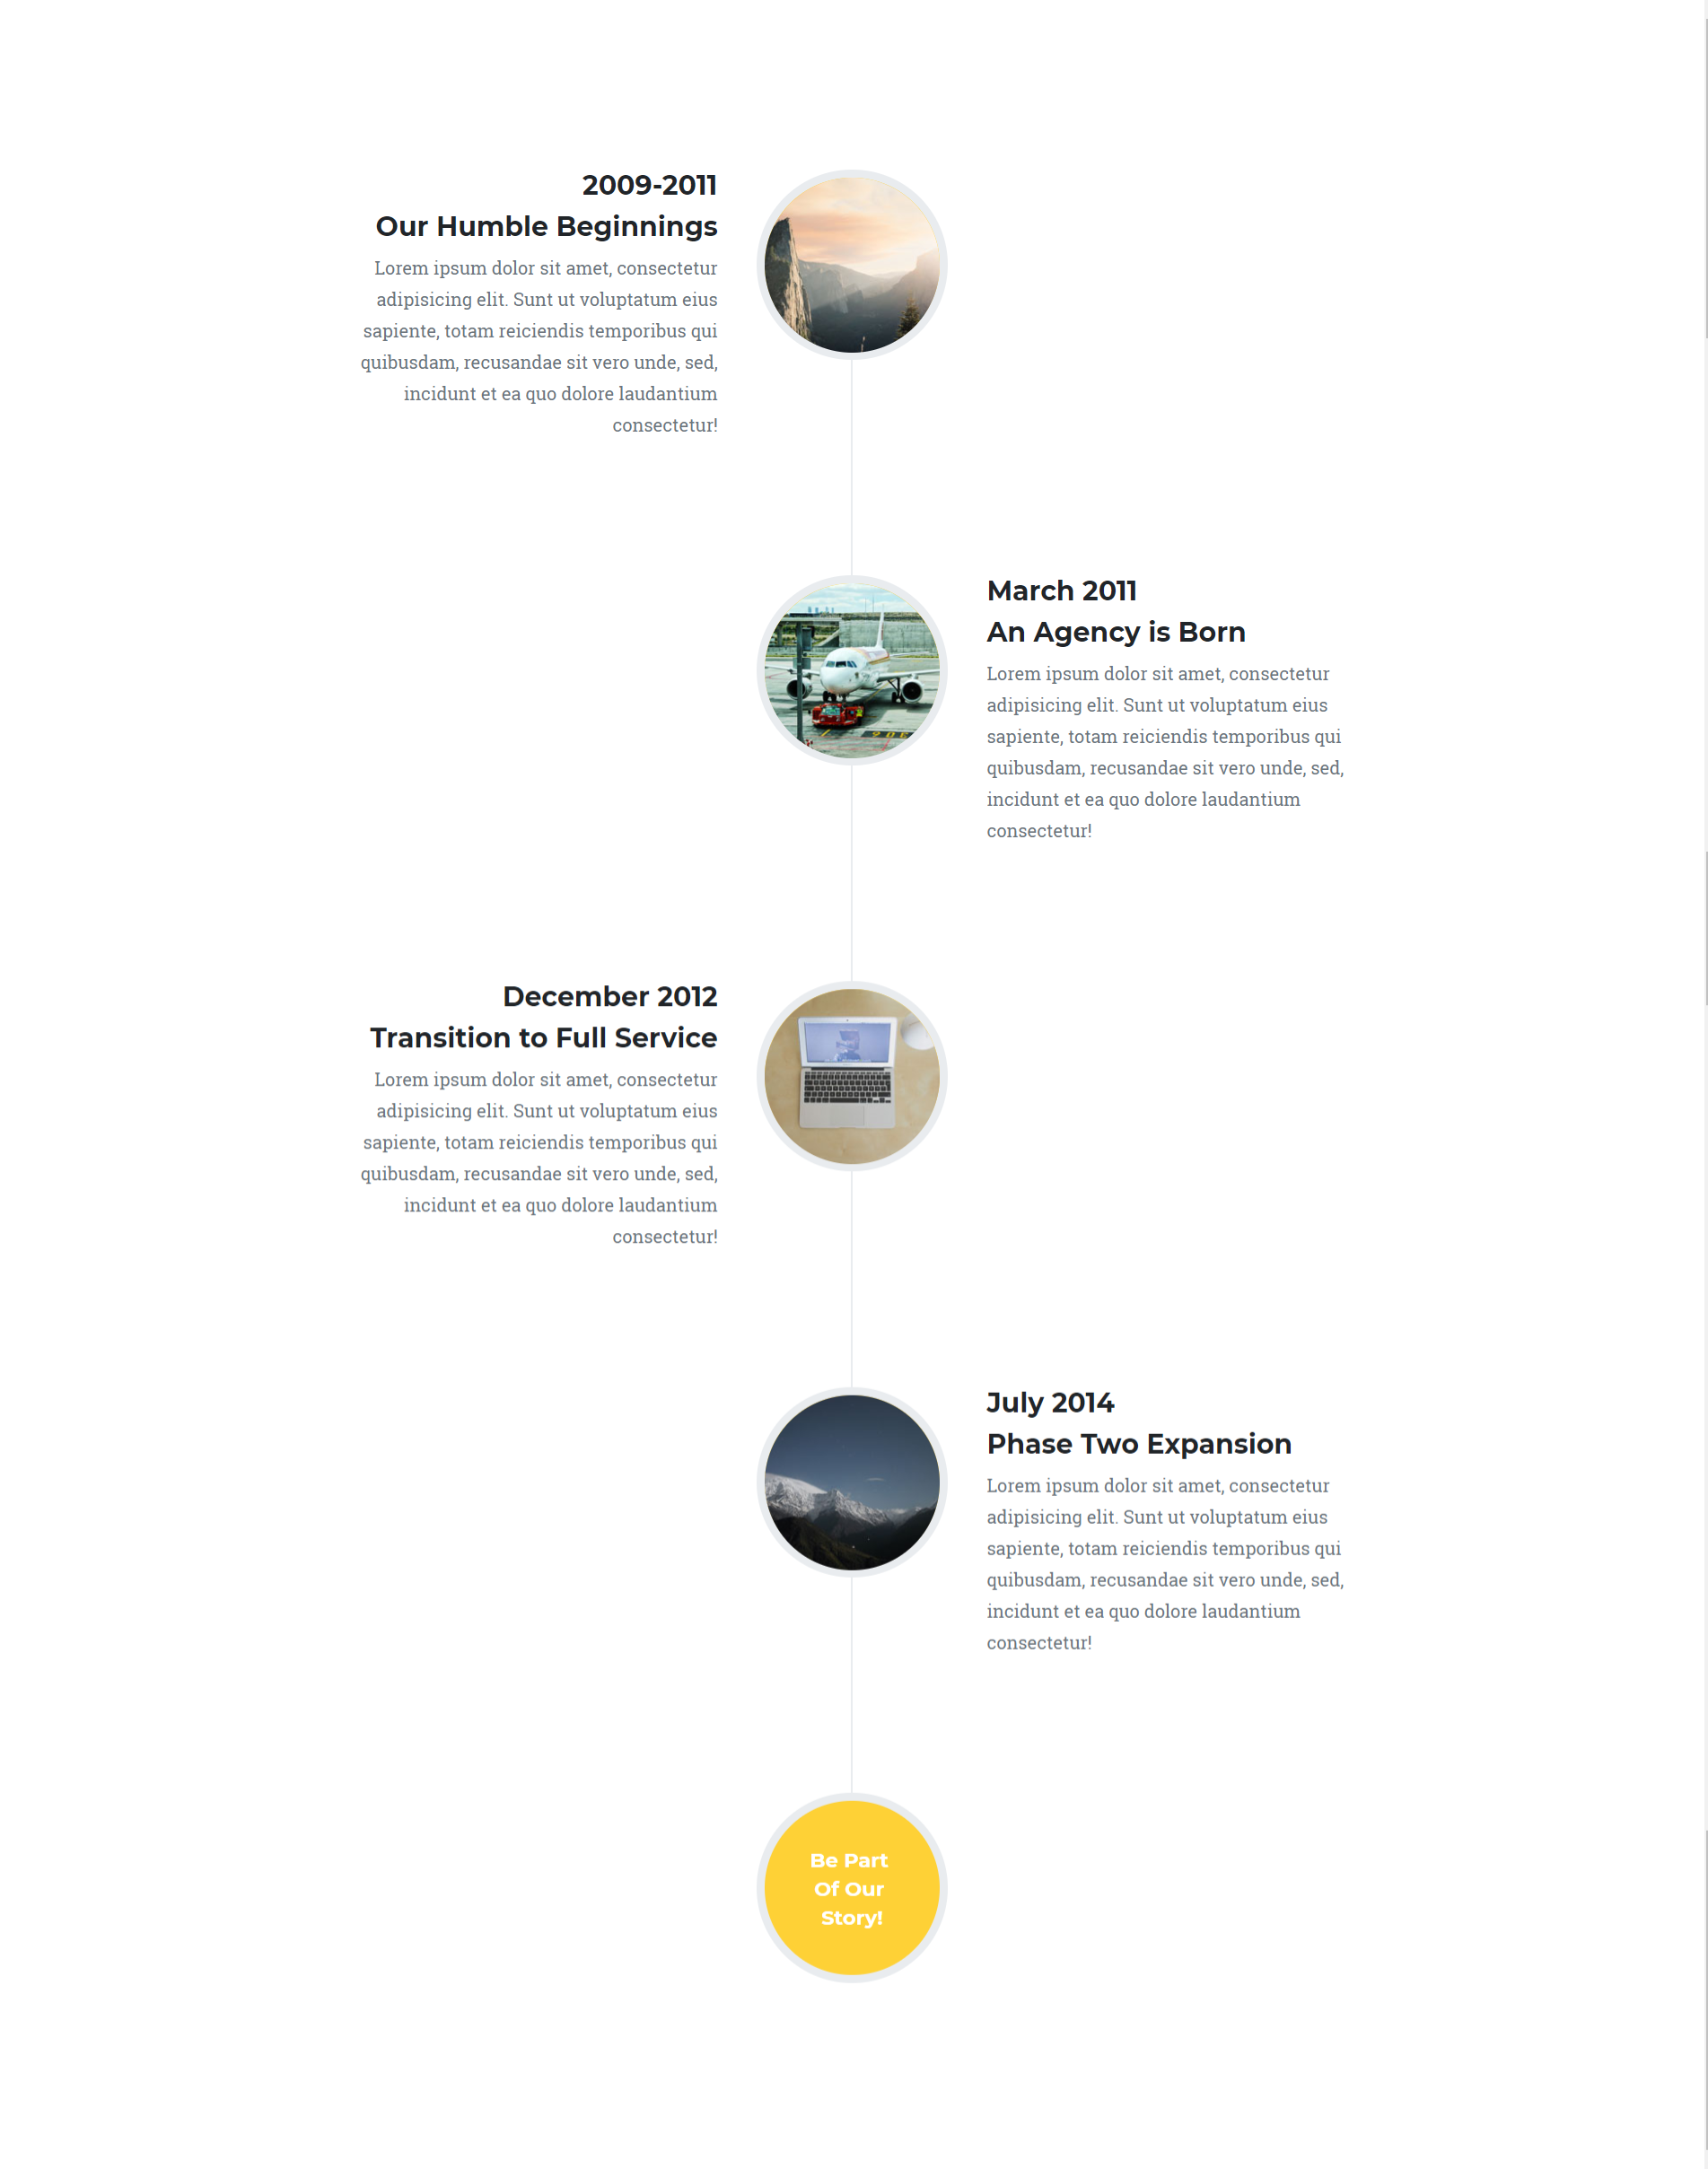 2009-2011
Our Humble Beginnings
Lorem ipsum dolor sit amet, consectetur
adipisicing elit. Sunt ut voluptatum eius
sapiente, totam reiciendis temporibus qui
quibusdam, recusandae sit vero unde, sed,
incidunt et ea quo dolore laudantium
consectetur!
March 2011
An Agency is Born
Lorem ipsum dolor sit amet, consectetur
adipisicing elit. Sunt ut voluptatum eius
sapiente, totam reiciendis temporibus qui
quibusdam, recusandae sit vero unde, sed,
incidunt et ea quo dolore laudantium
consectetur!
December 2012
Transition to Full Service
Lorem ipsum dolor sit amet, consectetur
adipisicing elit. Sunt ut voluptatum eius
sapiente, totam reiciendis temporibus qui
quibusdam, recusandae sit vero unde, sed,
incidunt et ea quo dolore laudantium
consectetur!
July 2014
Phase Two Expansion
Lorem ipsum dolor sit amet, consectetur
adipisicing elit. Sunt ut voluptatum eius
sapiente, totam reiciendis temporibus qui
quibusdam, recusandae sit vero unde, sed,
incidunt et ea quo dolore laudantium
consectetur!
Be Part
Of Our
Story!